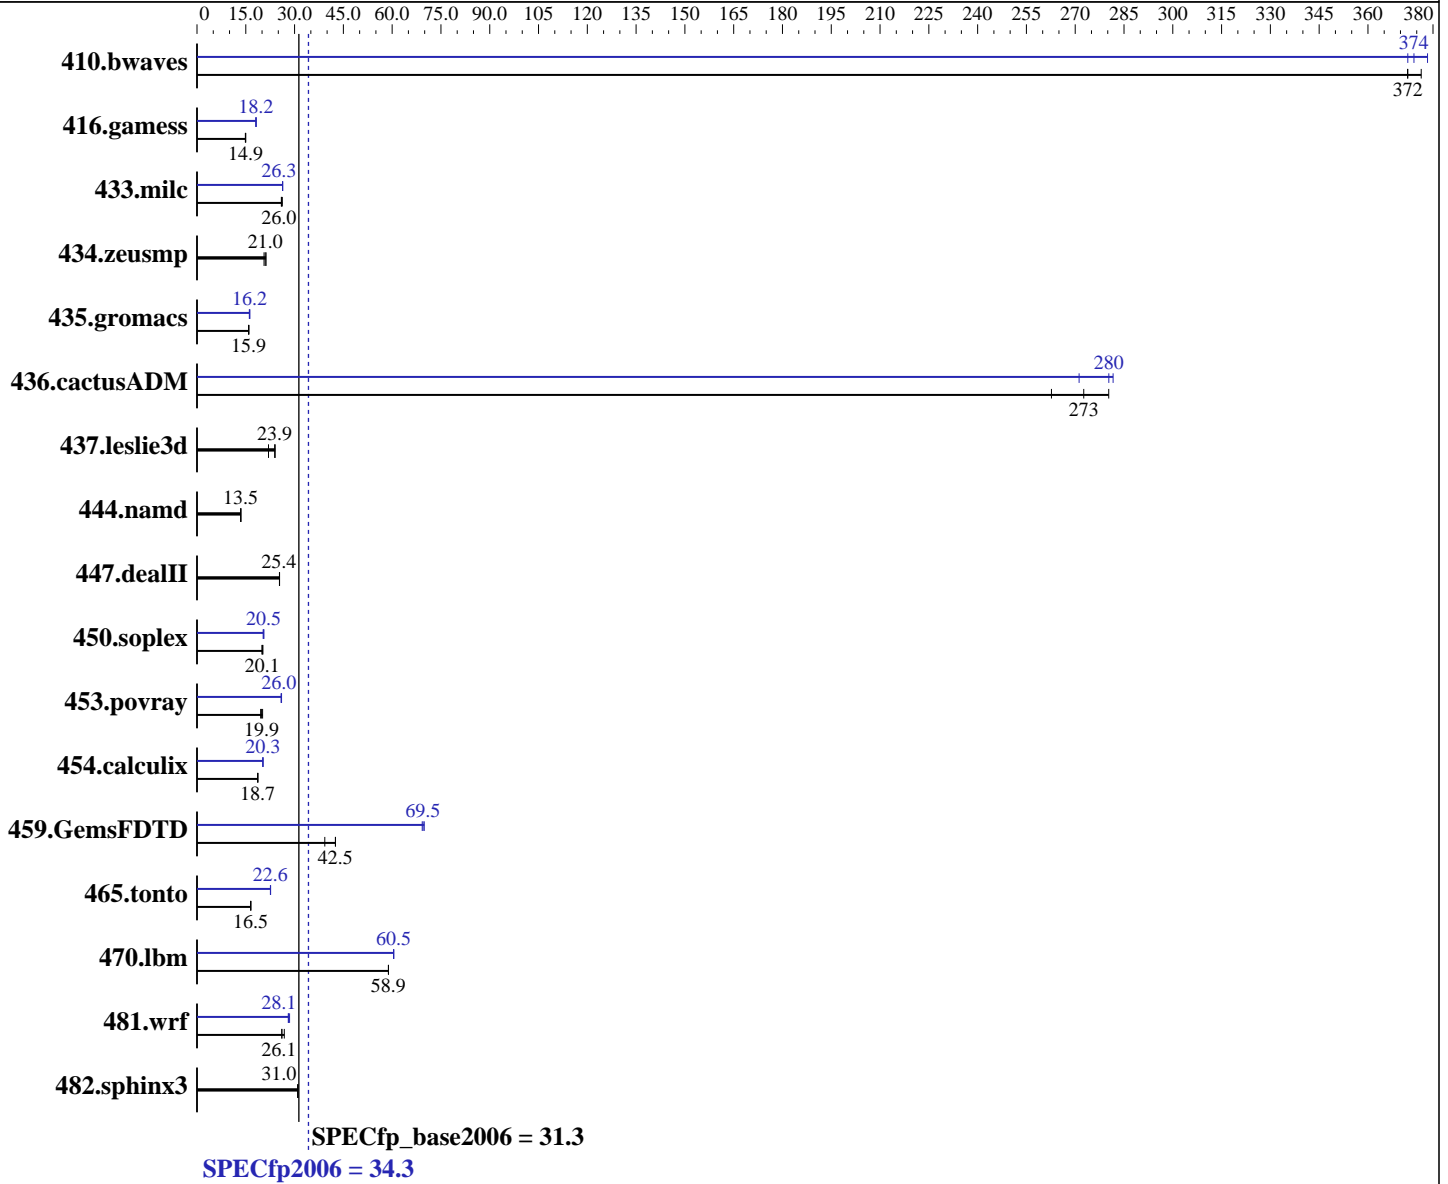 0 15.0 30.0 45.0 60.0 75.0 90.0 105 120 135 150 165 180 195 210 225 240 255 270 285 300 315 330 345 360 380
374
410.bwaves
372
18.2
416.gamess
14.9
26.3
433.milc
26.0
21.0
434.zeusmp
16.2
435.gromacs
15.9
280
436.cactusADM
273
23.9
437.leslie3d
13.5
444.namd
25.4
447.dealII
20.5
450.soplex
20.1
26.0
453.povray
19.9
20.3
454.calculix
18.7
69.5
459.GemsFDTD
42.5
22.6
465.tonto
16.5
60.5
470.lbm
58.9
28.1
481.wrf
26.1
31.0
482.sphinx3
SPECfp_base2006 = 31.3
SPECfp2006 = 34.3